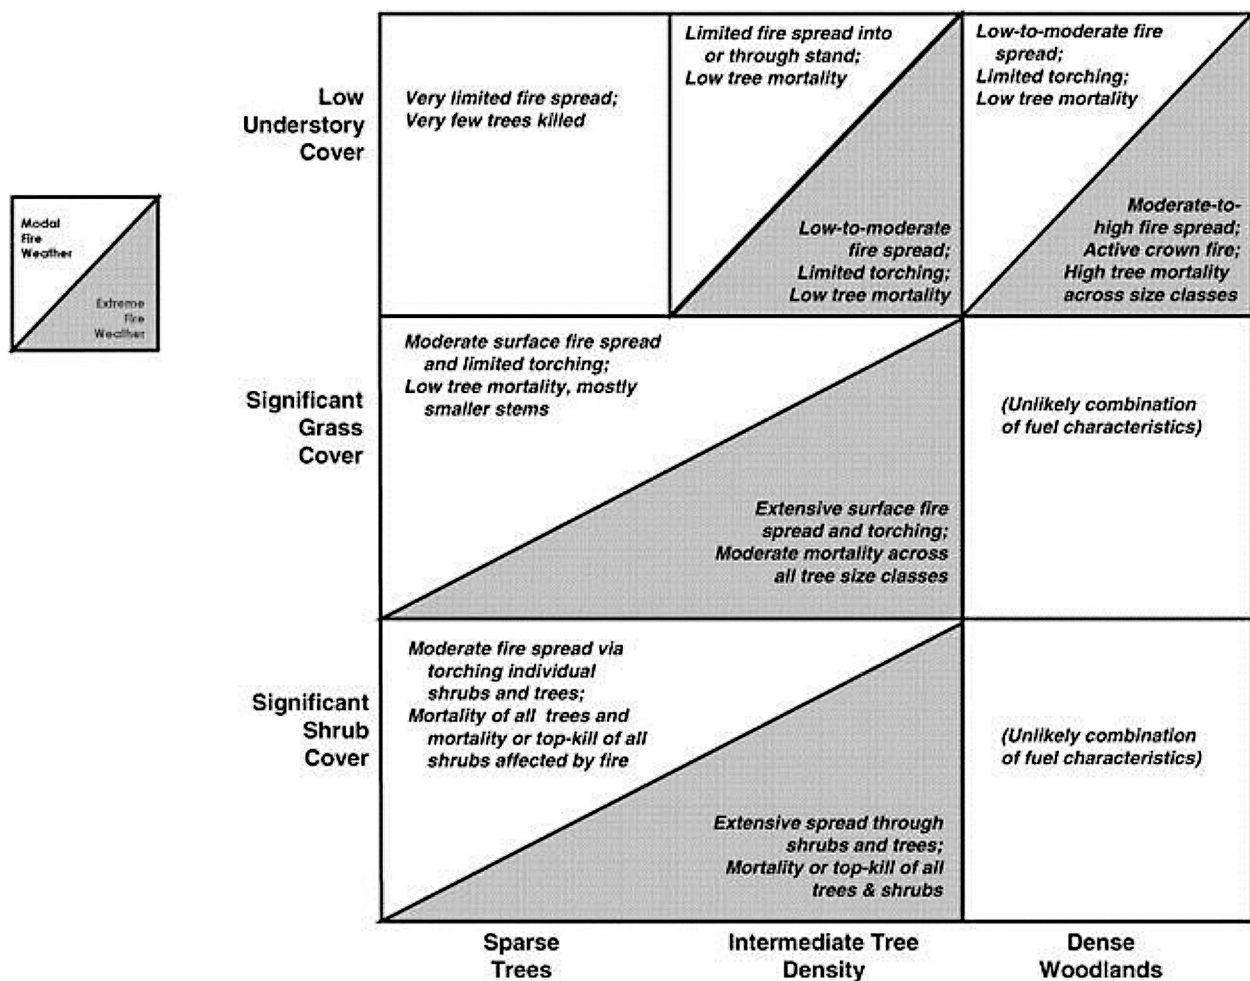 Low
Understory
Cover
Very limited fire spread;
Very few trees killed
Limited fire spread into
or through stand;
Low tree mortality
Low-to-moderate
fire spread;
Limited torching;
Low tree mortality
Low-to-moderate fire
spread;
Limited torching;
Low tree mortality
Moderate-to-
high fire spread;
Active crown fire;
High tree mortality
across size classes
Modal
Fire
Weather
Extreme
Fire
Weather
Significant
Grass
Cover
Moderate surface fire spread
and limited torching;
Low tree mortality, mostly
smaller stems
Extensive surface fire
spread and torching;
Moderate mortality across
all tree size classes
(Unlikely combination
of fuel characteristics)
Significant
Shrub
Cover
Moderate fire spread via
torching individual
shrubs and trees;
Mortality of all trees and
mortality or top-kill of all
shrubs affected by fire
Extensive spread through
shrubs and trees;
Mortality or top-kill of all
trees & shrubs
(Unlikely combination
of fuel characteristics)
Sparse
Trees
Intermediate Tree
Density
Dense
Woodlands